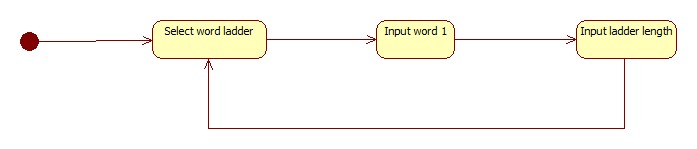 Select word ladder
Input word 1
Input ladder length